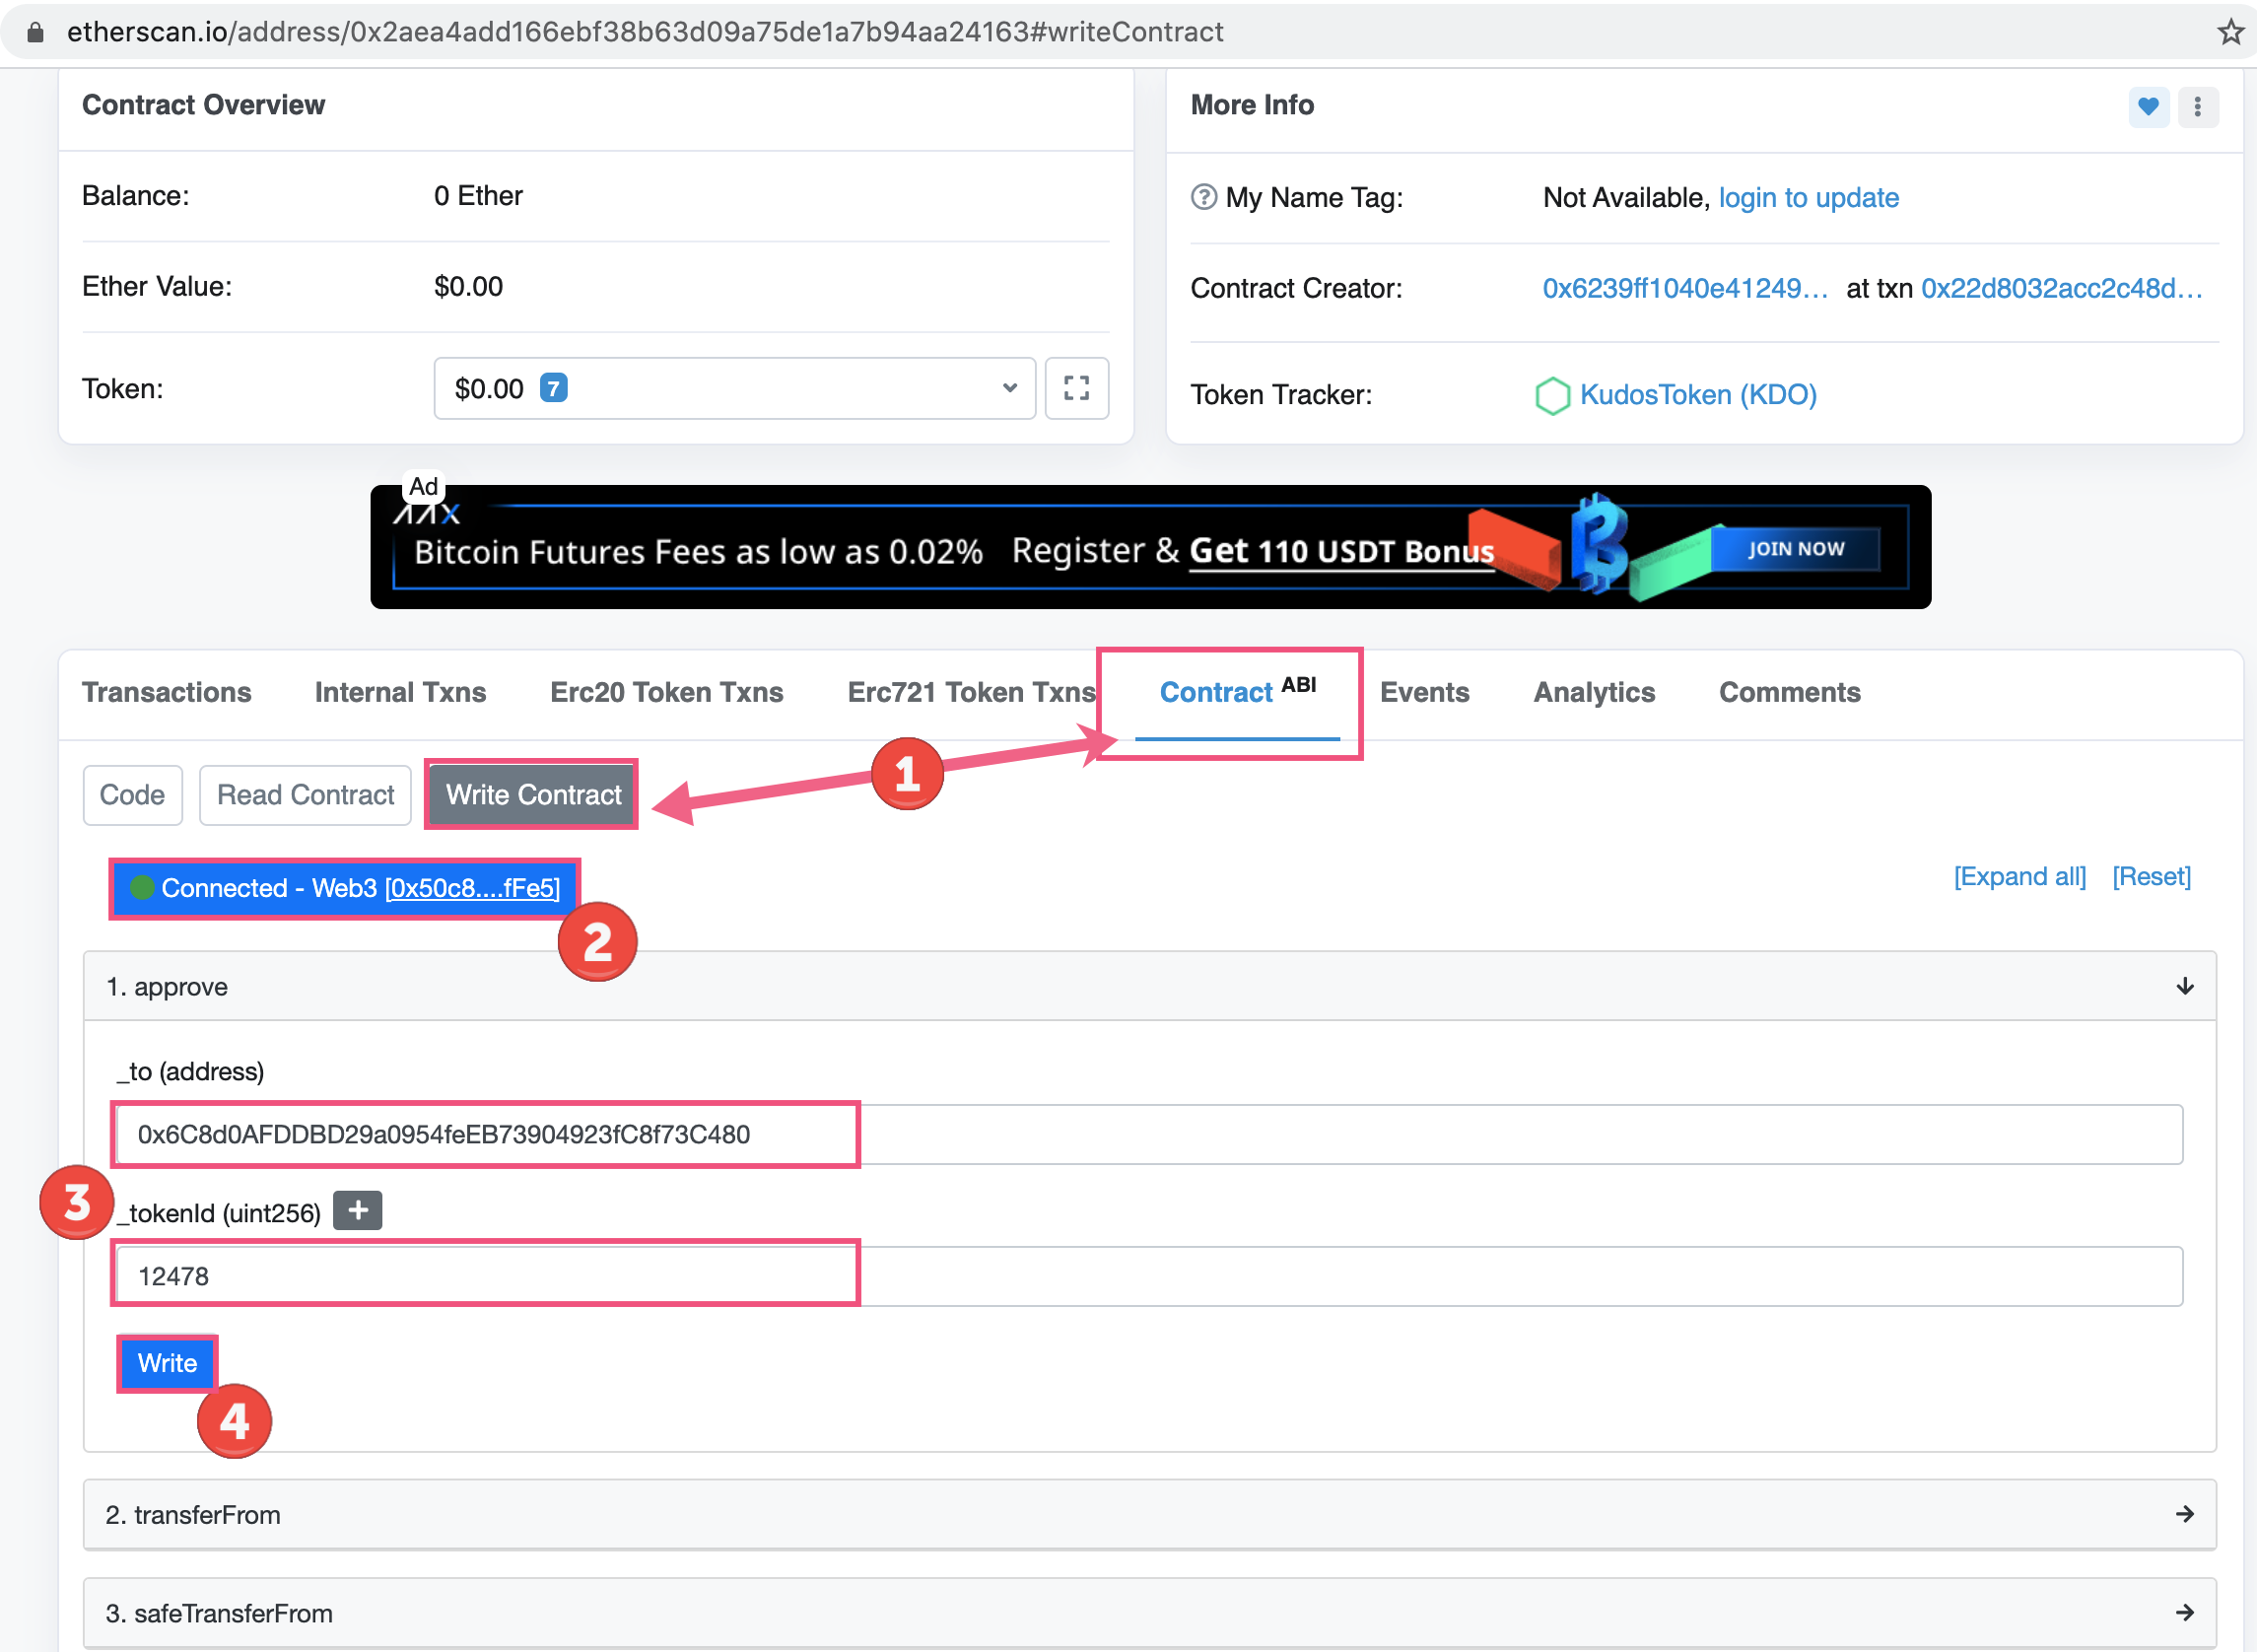 etherscan.io/address/0x2aea4add166ebf38b63d09a75de1a7b94aa24163#writeContract
Contract Overview
Balance: 0 Ether
Ether Value: $0.00
Token: $0.00 7
More Info
My Name Tag: Not Available, login to update
Contract Creator: 0x6239ff1040e41249... at txn 0x22d8032acc2c48d...
Token Tracker: KudosToken (KDO)
Ad
AAX
Bitcoin Futures Fees as low as 0.02% Register & Get 110 USDT Bonus JOIN NOW
Transactions Internal Txns Erc20 Token Txns Erc721 Token Txns Contract ABI Events Analytics Comments
1
Code Read Contract Write Contract
Connected - Web3 [0x50c8....fFe5] [Expand all] [Reset]
2
1. approve
_to (address)
0x6C8d0AFDDBD29a0954feEB73904923fC8f73C480
3
_tokenId (uint256) +
12478
Write
4
2. transferFrom
3. safeTransferFrom